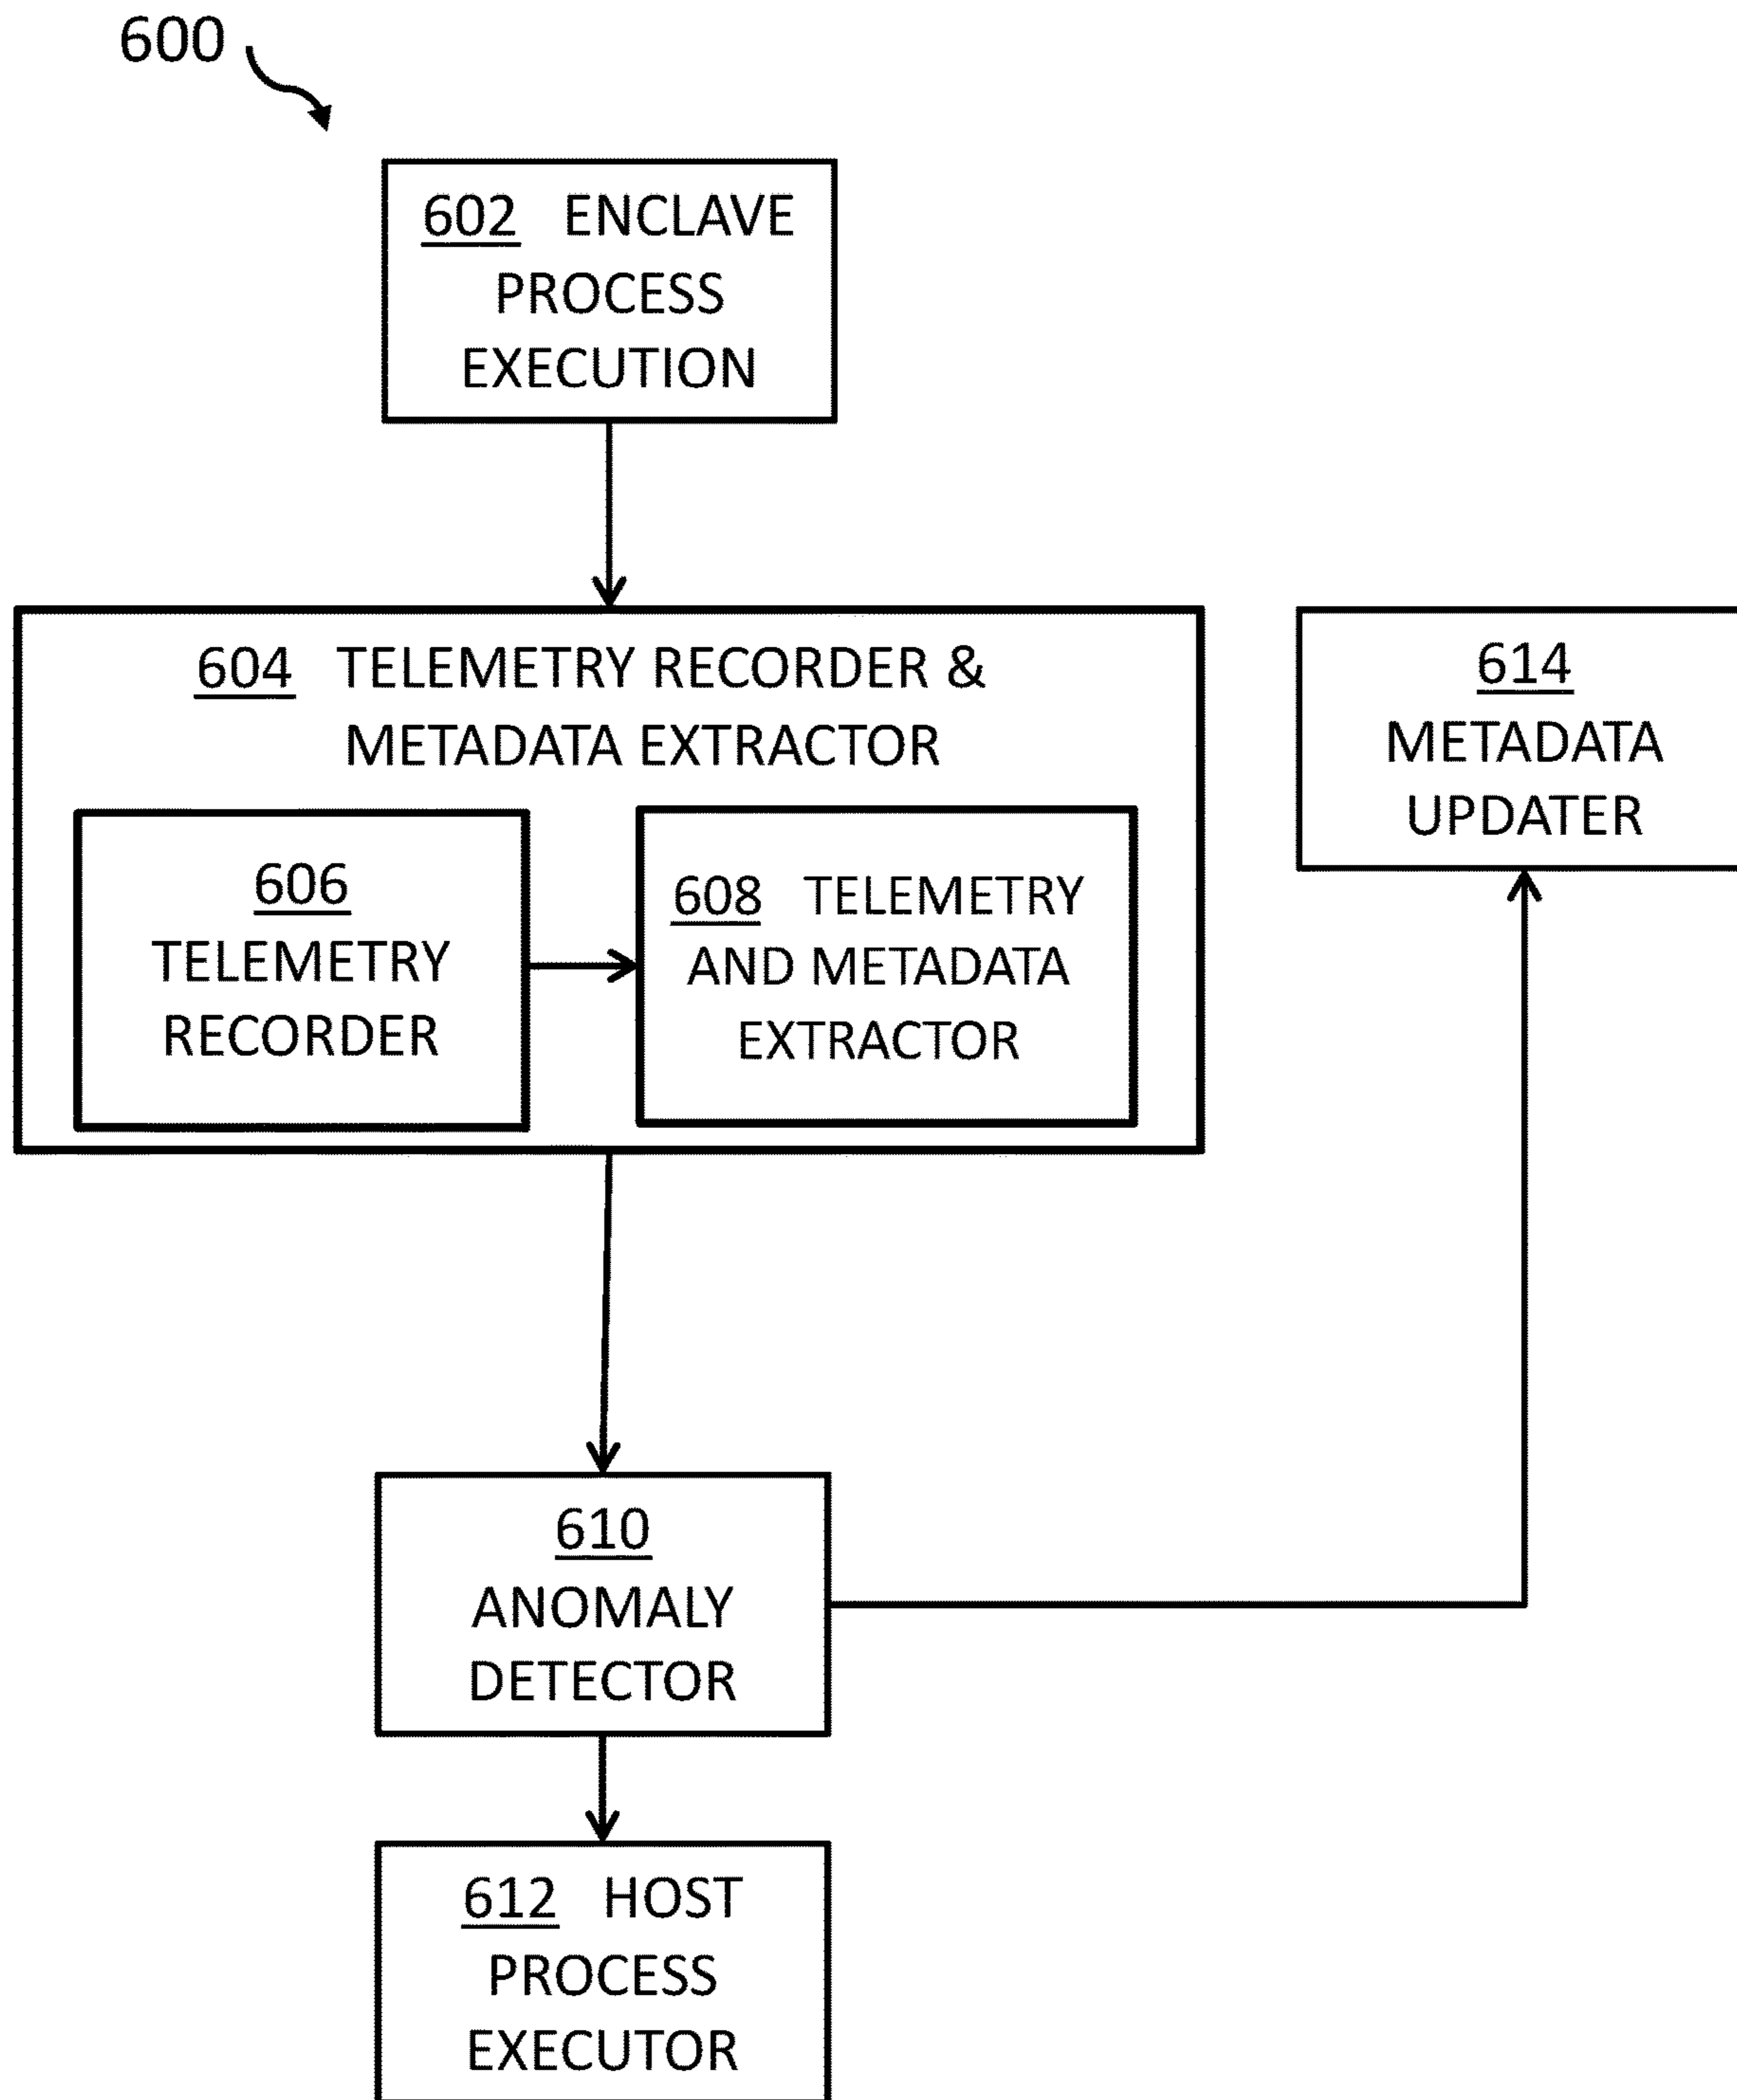 600
602 ENCLAVE
PROCESS
EXECUTION
604 TELEMETRY RECORDER &
METADATA EXTRACTOR
606
TELEMETRY
RECORDER
608 TELEMETRY
AND METADATA
EXTRACTOR
614
METADATA
UPDATER
610
ANOMALY
DETECTOR
612 HOST
PROCESS
EXECUTOR